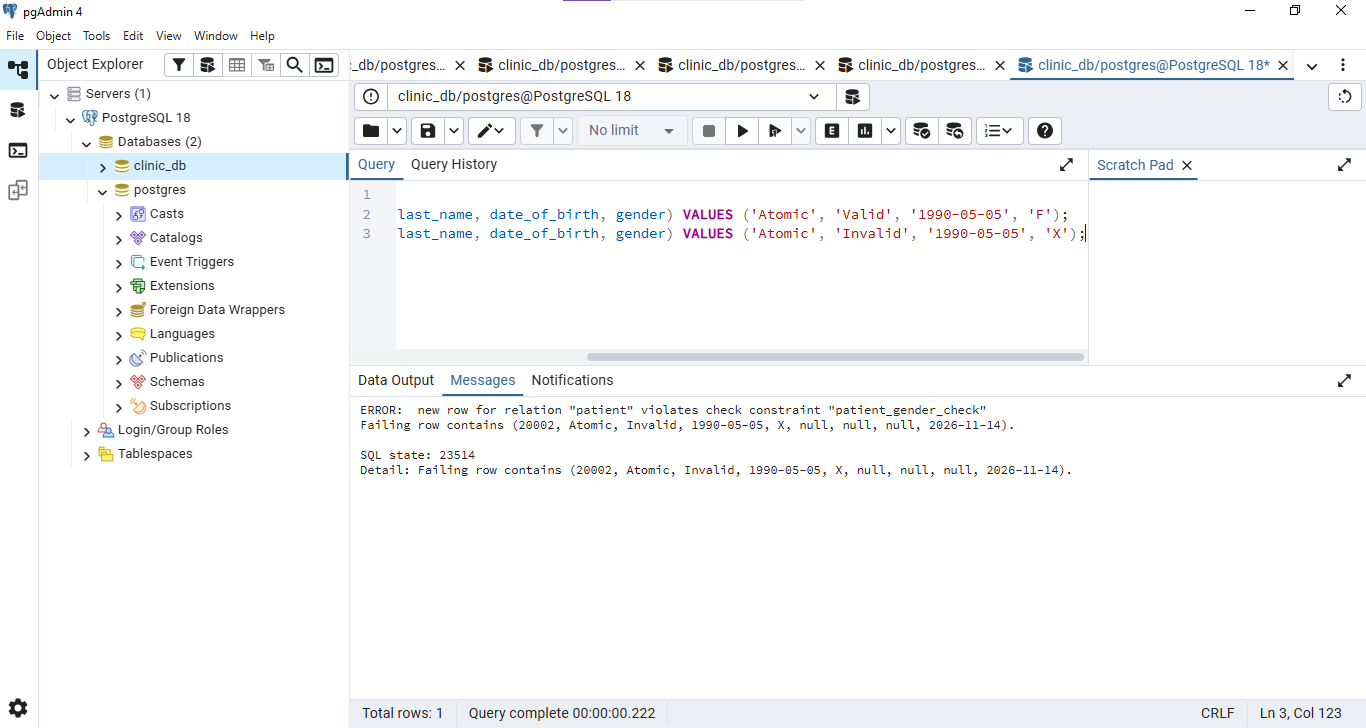 pgAdmin 4
File Object Tools Edit View Window Help
Object Explorer
_db/postgres... clinic_db/postgres... clinic_db/postgres... clinic_db/postgres... clinic_db/postgres@PostgreSQL 18*
Servers (1)
PostgreSQL 18
Databases (2)
clinic_db
postgres
Casts
Catalogs
Event Triggers
Extensions
Foreign Data Wrappers
Languages
Publications
Schemas
Subscriptions
Login/Group Roles
Tablespaces
clinic_db/postgres@PostgreSQL 18
No limit
E
Query Query History
Scratch Pad
1
2 last_name, date_of_birth, gender) VALUES ('Atomic', 'Valid', '1990-05-05', 'F');
3 last_name, date_of_birth, gender) VALUES ('Atomic', 'Invalid', '1990-05-05', 'X');
Data Output Messages Notifications
ERROR: new row for relation "patient" violates check constraint "patient_gender_check"
Failing row contains (20002, Atomic, Invalid, 1990-05-05, X, null, null, null, 2026-11-14).
SQL state: 23514
Detail: Failing row contains (20002, Atomic, Invalid, 1990-05-05, X, null, null, null, 2026-11-14).
Total rows: 1 Query complete 00:00:00.222 CRLF Ln 3, Col 123